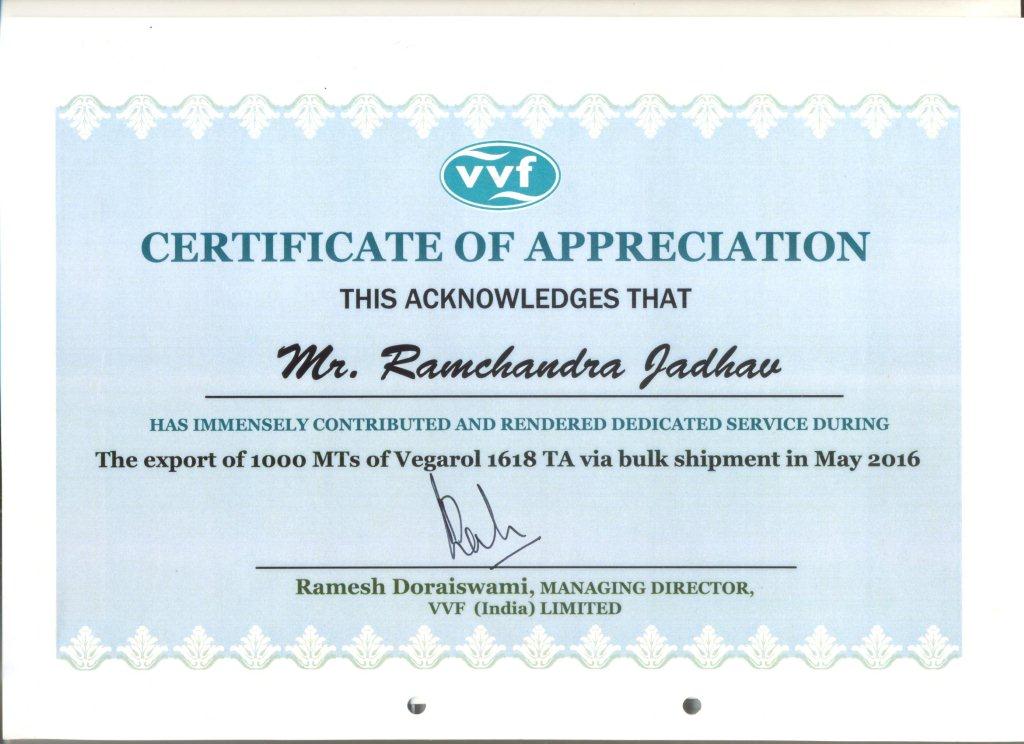 vvf
CERTIFICATE OF APPRECIATION
THIS ACKNOWLEDGES THAT
Mr. Ramchandra Jadhav
HAS IMMENSELY CONTRIBUTED AND RENDERED DEDICATED SERVICE DURING
The export of 1000 MTs of Vegarol 1618 TA via bulk shipment in May 2016
Ramesh Doraiswami, MANAGING DIRECTOR,
VVF (India) LIMITED